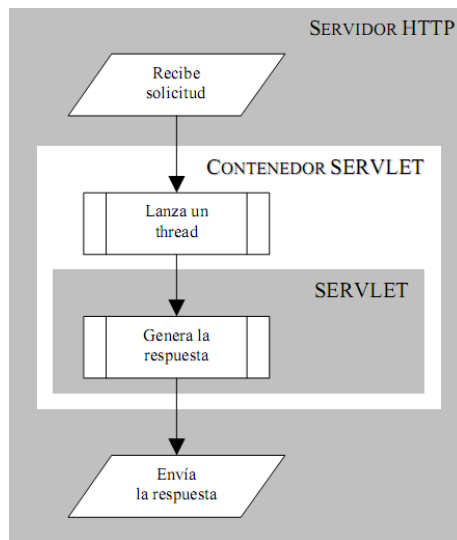 SERVIDOR HTTP
Recibe
solicitud
CONTENEDOR SERVLET
Lanza un
thread
SERVLET
Genera la
respuesta
Envía
la respuesta